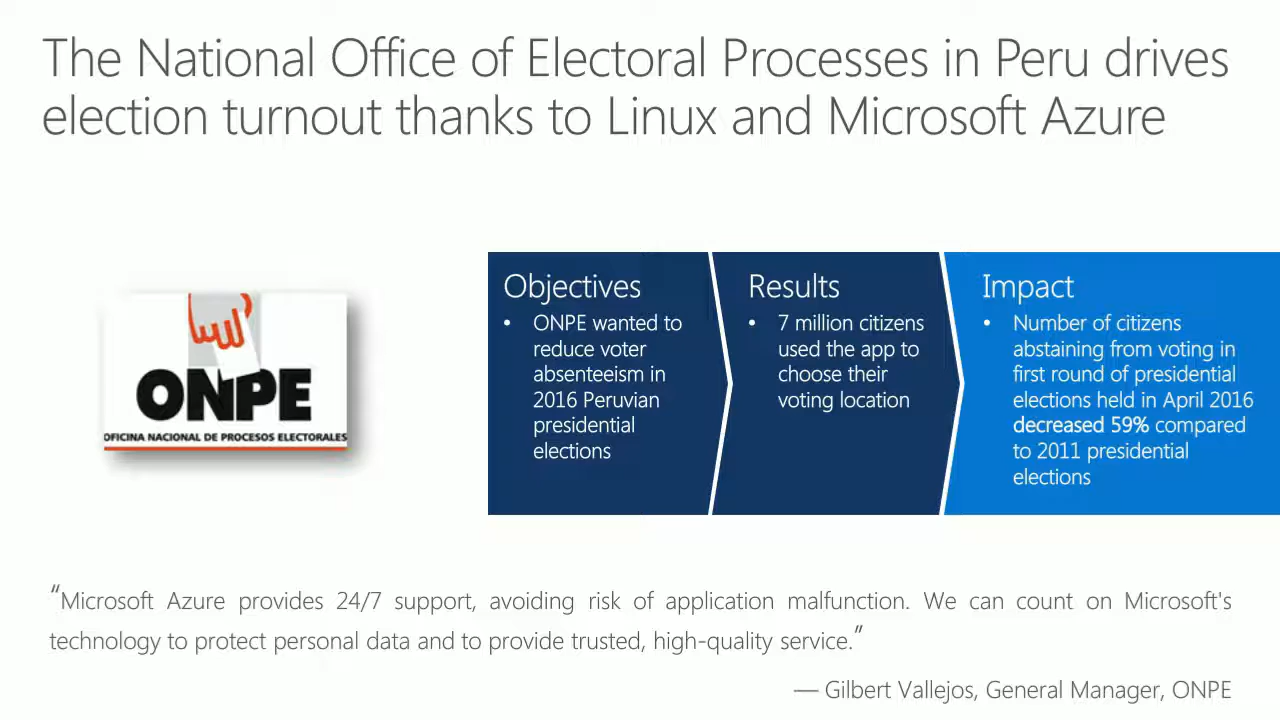 The National Office of Electoral Processes in Peru drives
election turnout thanks to Linux and Microsoft Azure
ONPE
OFICINA NACIONAL DE PROCESOS ELECTORALES
Objectives
• ONPE wanted to
reduce voter
absenteeism in
2016 Peruvian
presidential
elections
Results
• 7 million citizens
used the app to
choose their
voting location
Impact
• Number of citizens
abstaining from voting in
first round of presidential
elections held in April 2016
decreased 59% compared
to 2011 presidential
elections
“Microsoft Azure provides 24/7 support, avoiding risk of application malfunction. We can count on Microsoft's
technology to protect personal data and to provide trusted, high-quality service.”
— Gilbert Vallejos, General Manager, ONPE